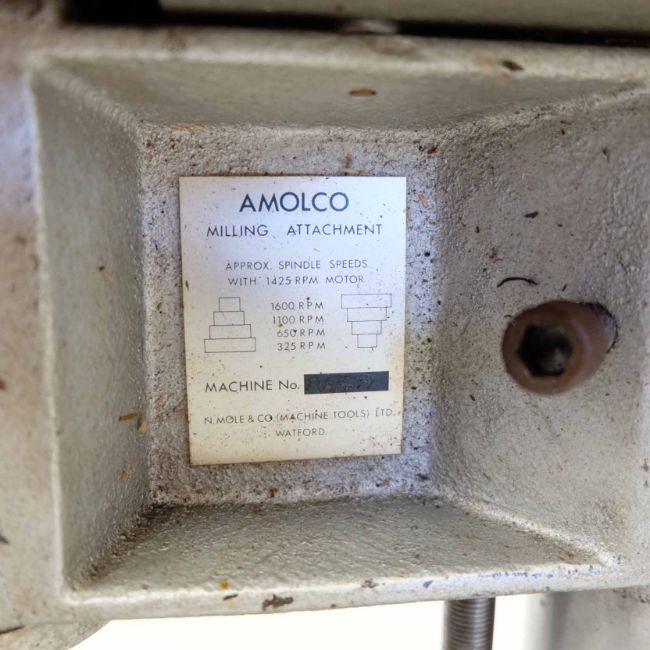 AMOLCO
MILLING ATTACHMENT
APPROX. SPINDLE SPEEDS
WITH 1425 RPM MOTOR
1600 RPM
1100 RPM
650 RPM
325 RPM
MACHINE No.
N. MOLE & CO. (MACHINE TOOLS) LTD.
WATFORD.